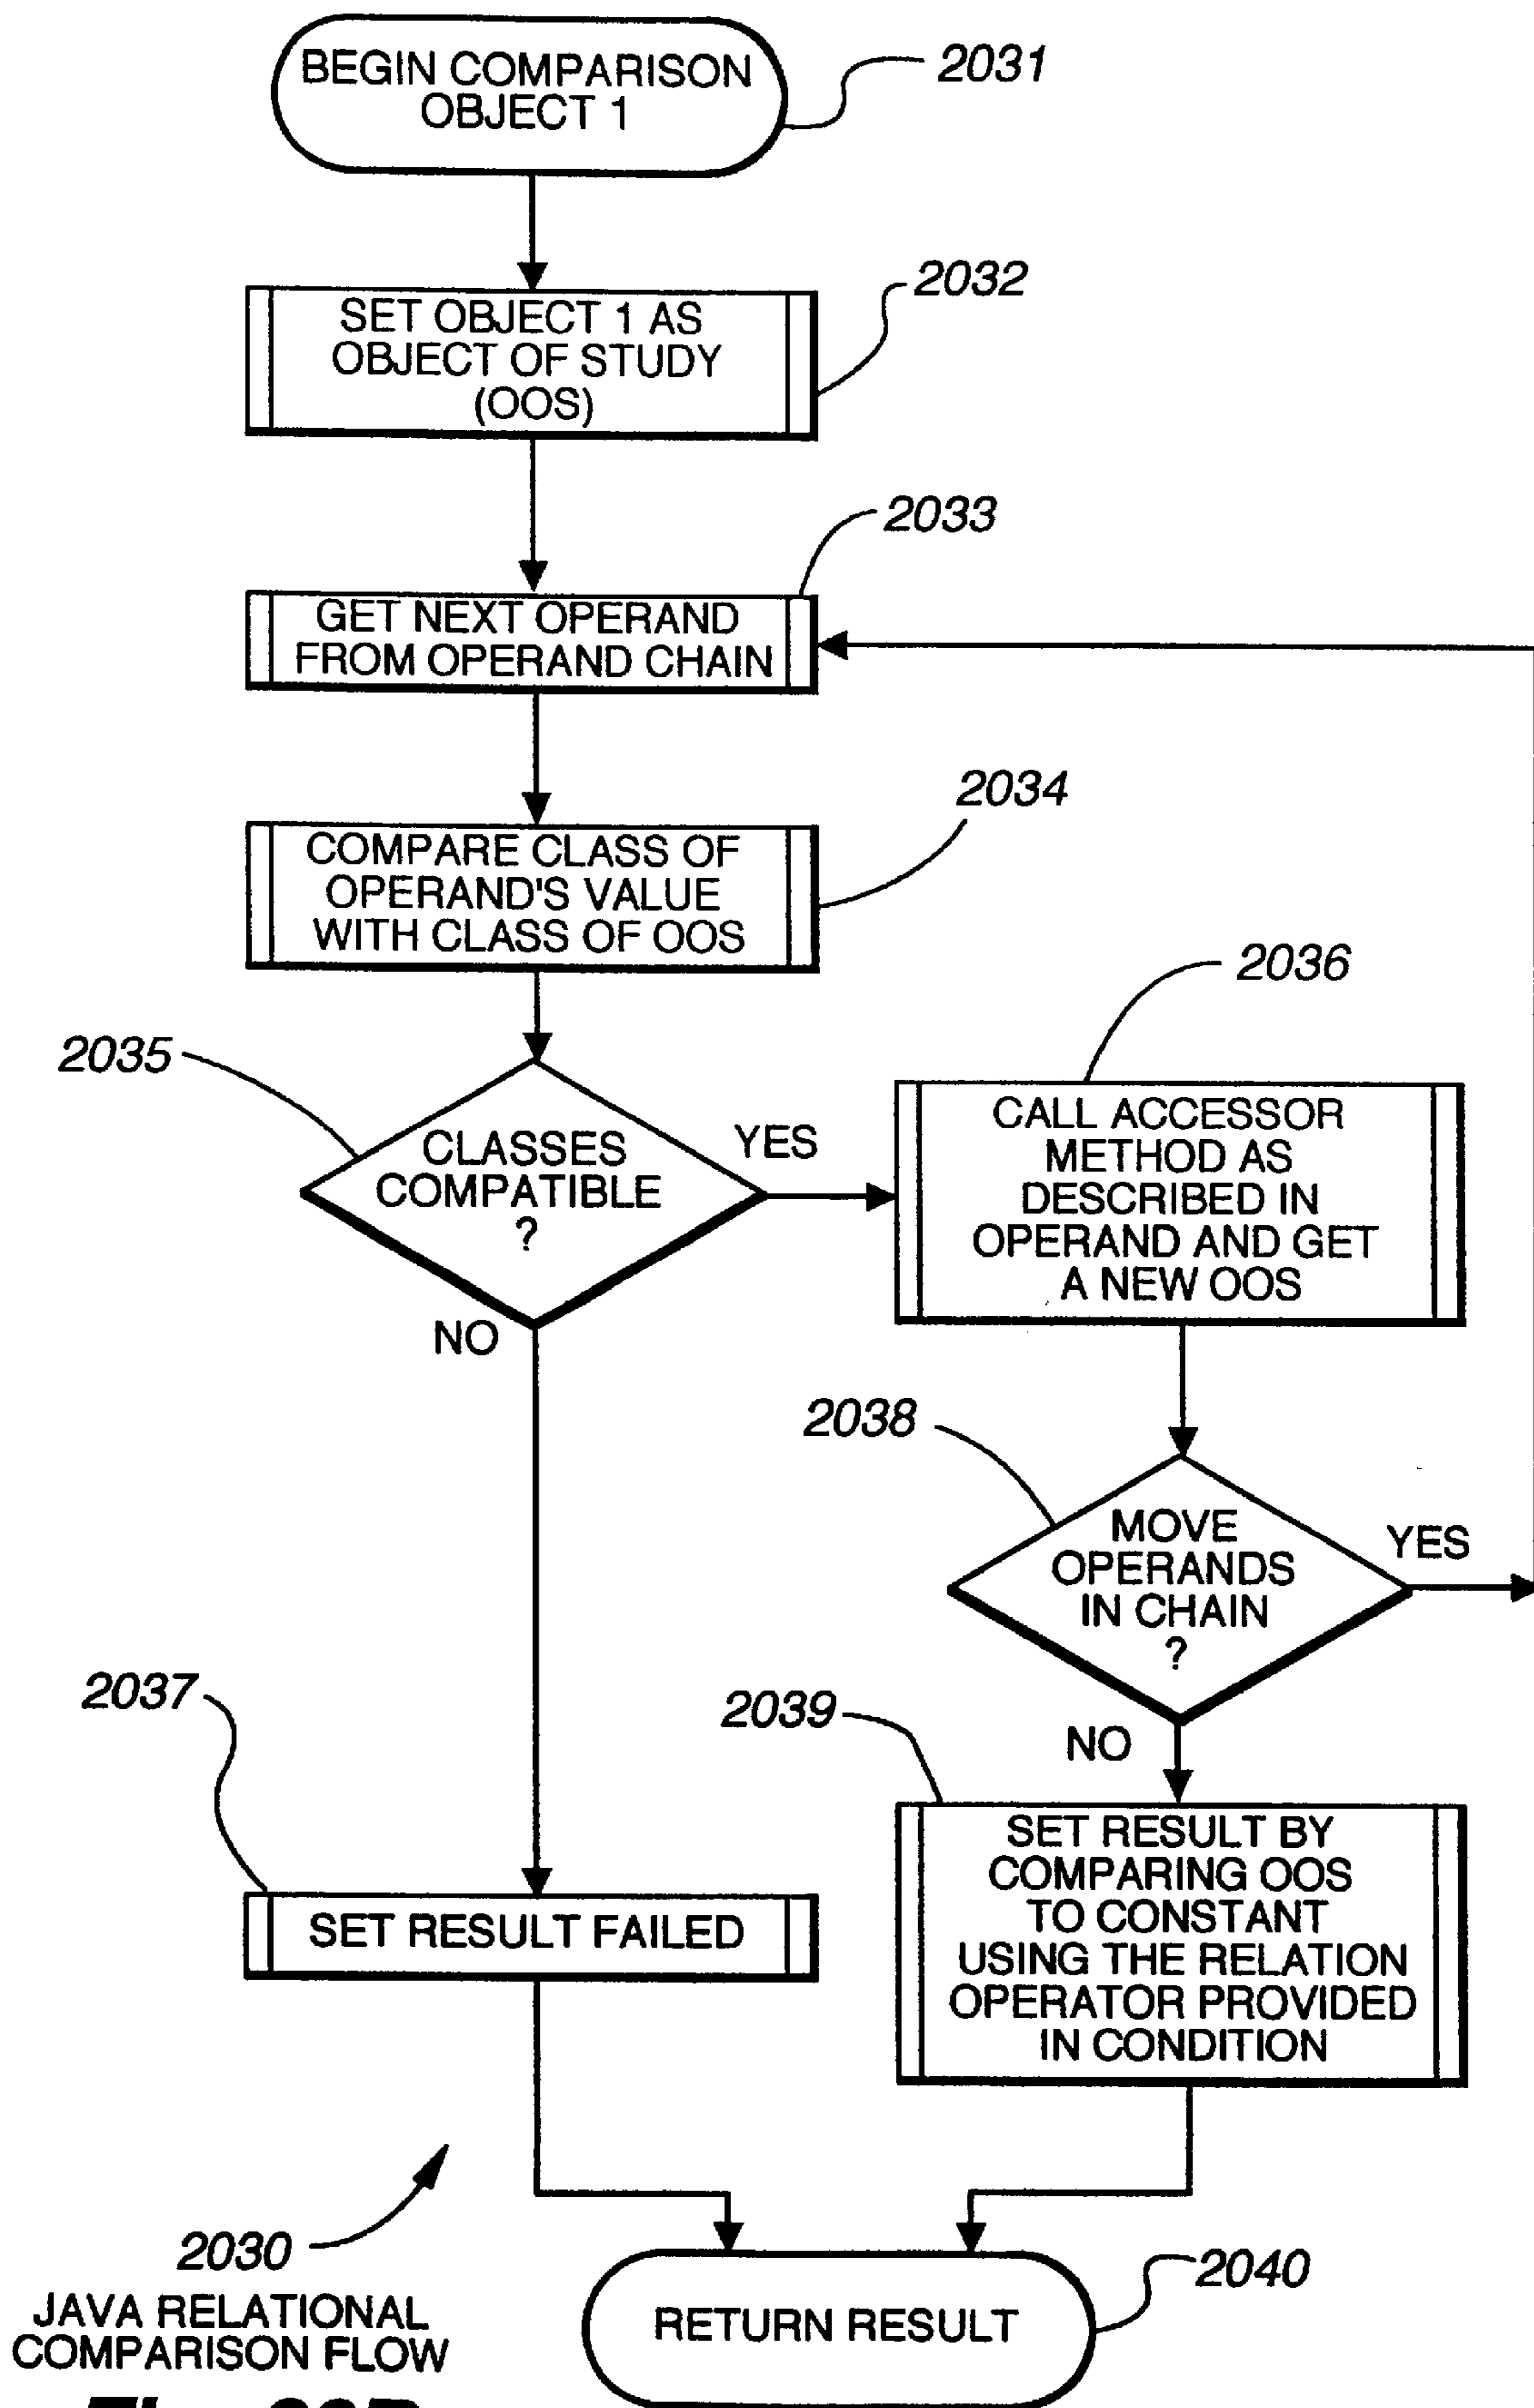 BEGIN COMPARISON
OBJECT 1
2031
SET OBJECT 1 AS
OBJECT OF STUDY
(OOS)
2032
GET NEXT OPERAND
FROM OPERAND CHAIN
2033
COMPARE CLASS OF
OPERAND'S VALUE
WITH CLASS OF OOS
2034
2035
CLASSES
COMPATIBLE
?
YES
NO
2036
CALL ACCESSOR
METHOD AS
DESCRIBED IN
OPERAND AND GET
A NEW OOS
2038
MOVE
OPERANDS
IN CHAIN
?
YES
NO
2037
SET RESULT FAILED
2039
SET RESULT BY
COMPARING OOS
TO CONSTANT
USING THE RELATION
OPERATOR PROVIDED
IN CONDITION
2030
JAVA RELATIONAL
COMPARISON FLOW
RETURN RESULT
2040